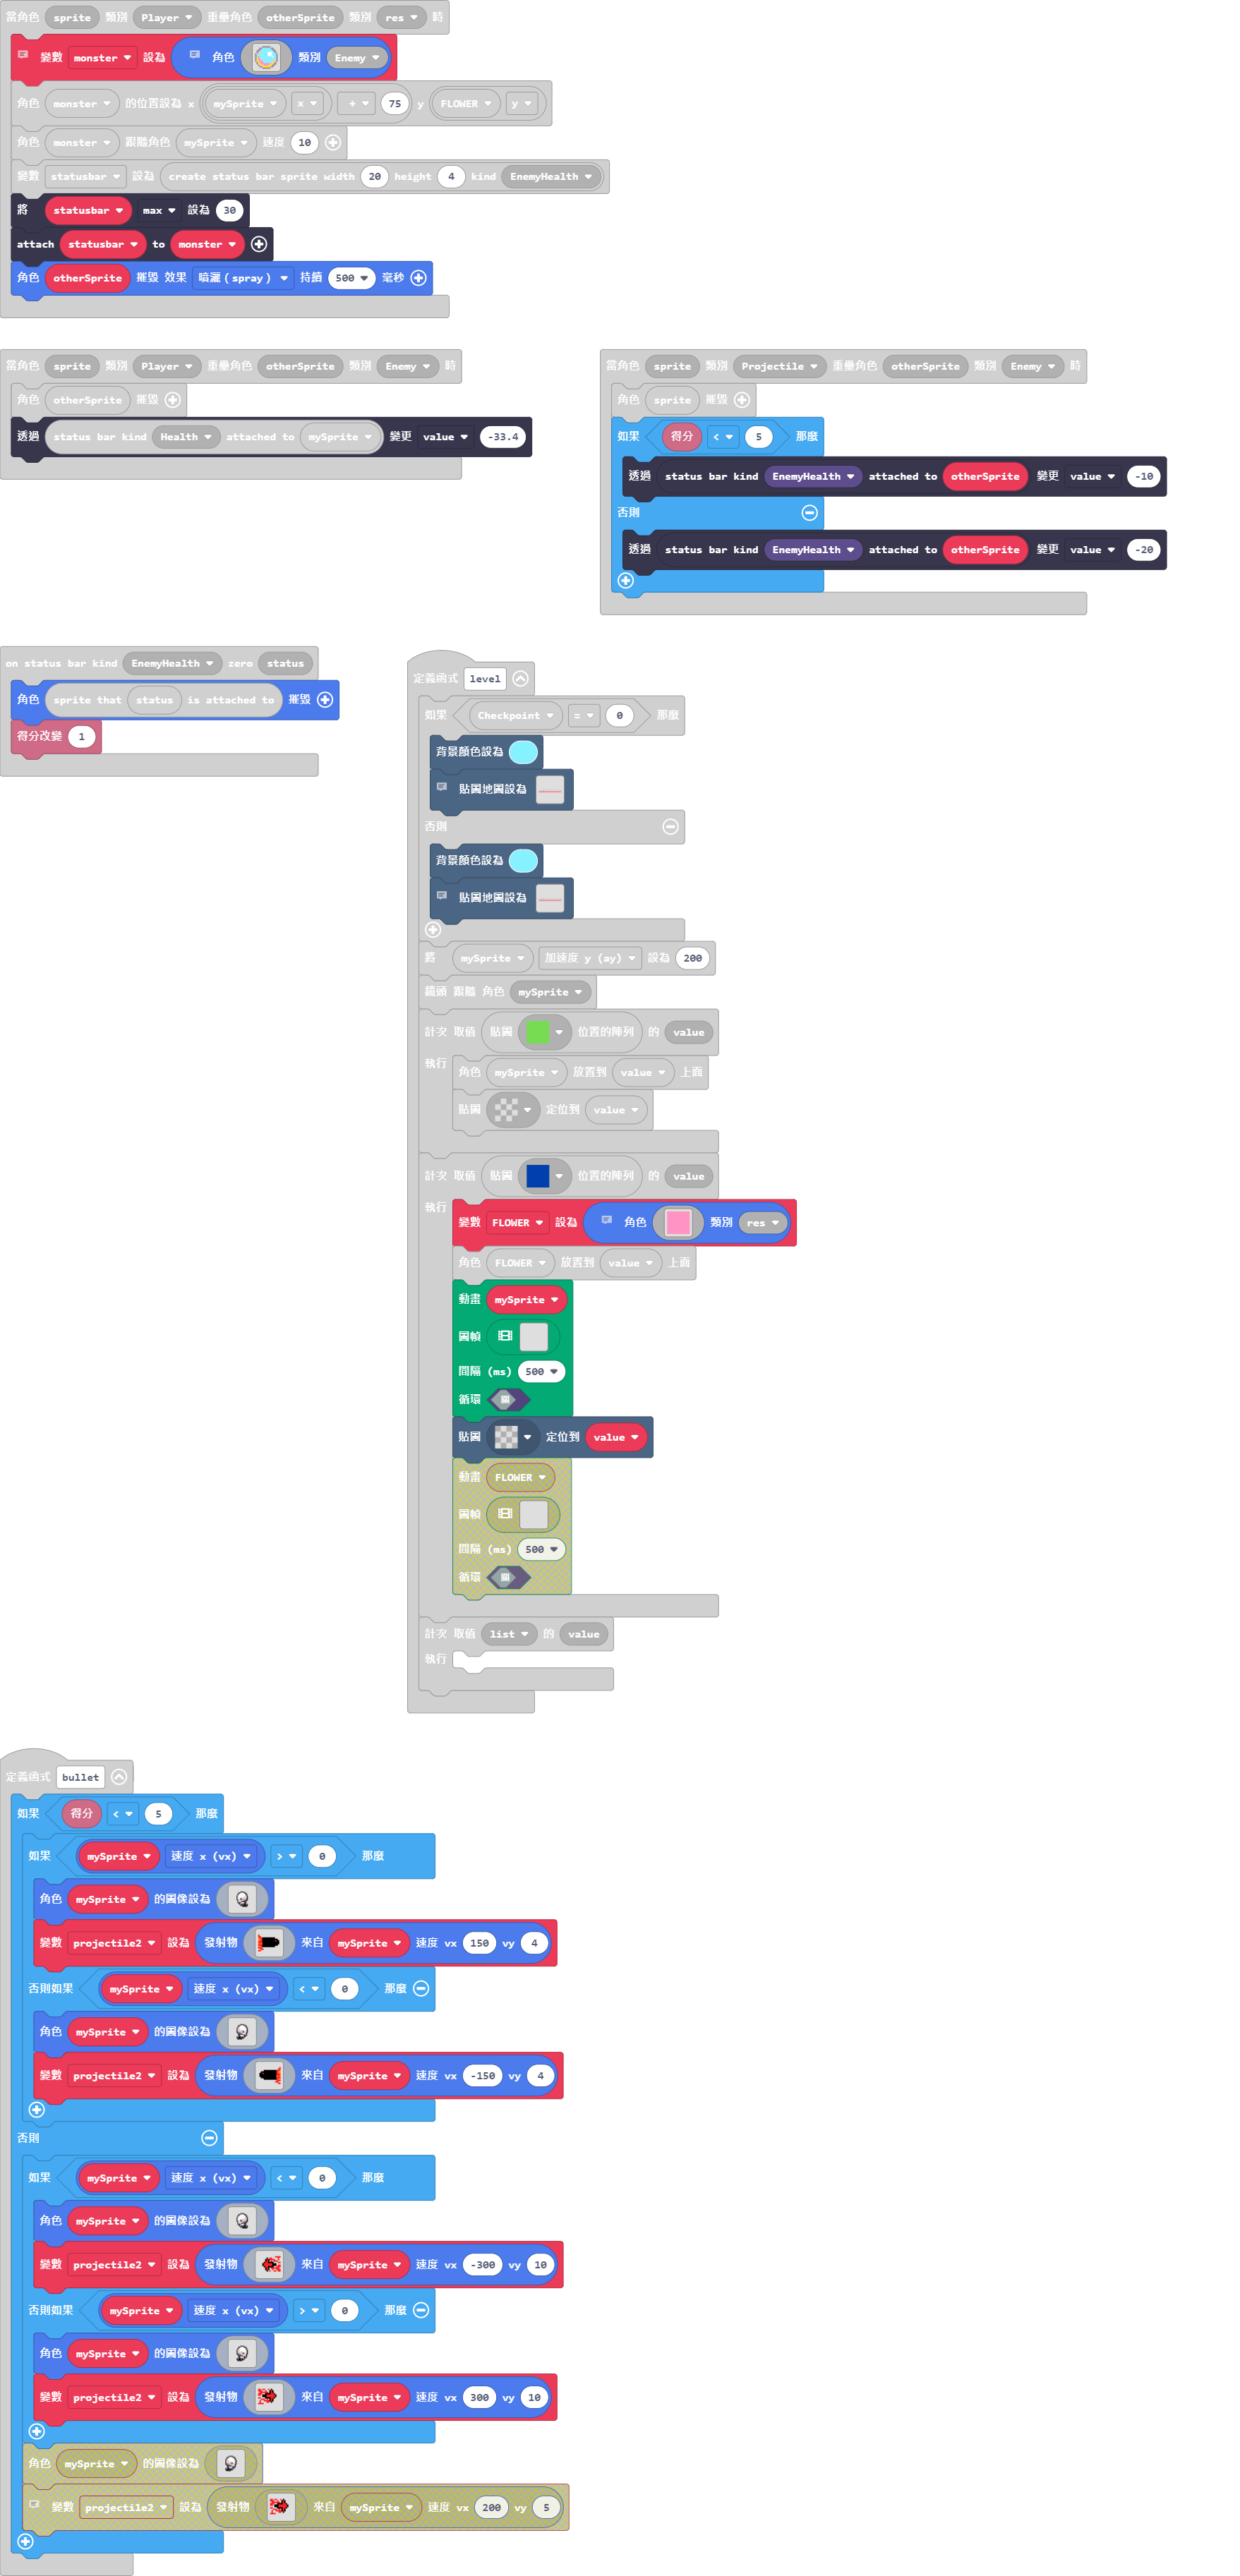 當角色 sprite 類別 Player 重疊角色 otherSprite 類別 res 時
變數 monster 設為 角色 類別 Enemy
角色 monster 的位置設為 x mySprite x + 75 y FLOWER y
角色 monster 跟隨角色 mySprite 速度 10
變數 statusbar 設為 create status bar sprite width 20 height 4 kind EnemyHealth
將 statusbar max 設為 30
attach statusbar to monster
角色 otherSprite 摧毀 效果 噴灑 (spray) 持續 500 毫秒
當角色 sprite 類別 Player 重疊角色 otherSprite 類別 Enemy 時
角色 otherSprite 摧毀
透過 status bar kind Health attached to mySprite 變更 value -33.4
當角色 sprite 類別 Projectile 重疊角色 otherSprite 類別 Enemy 時
角色 sprite 摧毀
如果 得分 < 5 那麼
透過 status bar kind EnemyHealth attached to otherSprite 變更 value -10
否則
透過 status bar kind EnemyHealth attached to otherSprite 變更 value -20
on status bar kind EnemyHealth zero status
角色 sprite that status is attached to 摧毀
得分改變 1
定義函式 level
如果 Checkpoint = 0 那麼
背景顏色設為
貼圖地圖設為
否則
背景顏色設為
貼圖地圖設為
將 mySprite 加速度 y (ay) 設為 200
鏡頭 跟隨 角色 mySprite
計次 取值 貼圖 位置的陣列 的 value
執行
角色 mySprite 放置到 value 上面
貼圖 定位到 value
計次 取值 貼圖 位置的陣列 的 value
執行
變數 FLOWER 設為 角色 類別 res
角色 FLOWER 放置到 value 上面
動畫 mySprite
圖幀
間隔 (ms) 500
循環 關
貼圖 定位到 value
動畫 FLOWER
圖幀
間隔 (ms) 500
循環 關
計次 取值 list 的 value
執行
定義函式 bullet
如果 得分 < 5 那麼
如果 mySprite 速度 x (vx) > 0 那麼
角色 mySprite 的圖像設為
變數 projectile2 設為 發射物 來自 mySprite 速度 vx 150 vy 4
否則如果 mySprite 速度 x (vx) < 0 那麼
角色 mySprite 的圖像設為
變數 projectile2 設為 發射物 來自 mySprite 速度 vx -150 vy 4
否則
如果 mySprite 速度 x (vx) < 0 那麼
角色 mySprite 的圖像設為
變數 projectile2 設為 發射物 來自 mySprite 速度 vx -300 vy 10
否則如果 mySprite 速度 x (vx) > 0 那麼
角色 mySprite 的圖像設為
變數 projectile2 設為 發射物 來自 mySprite 速度 vx 300 vy 10
角色 mySprite 的圖像設為
變數 projectile2 設為 發射物 來自 mySprite 速度 vx 200 vy 5